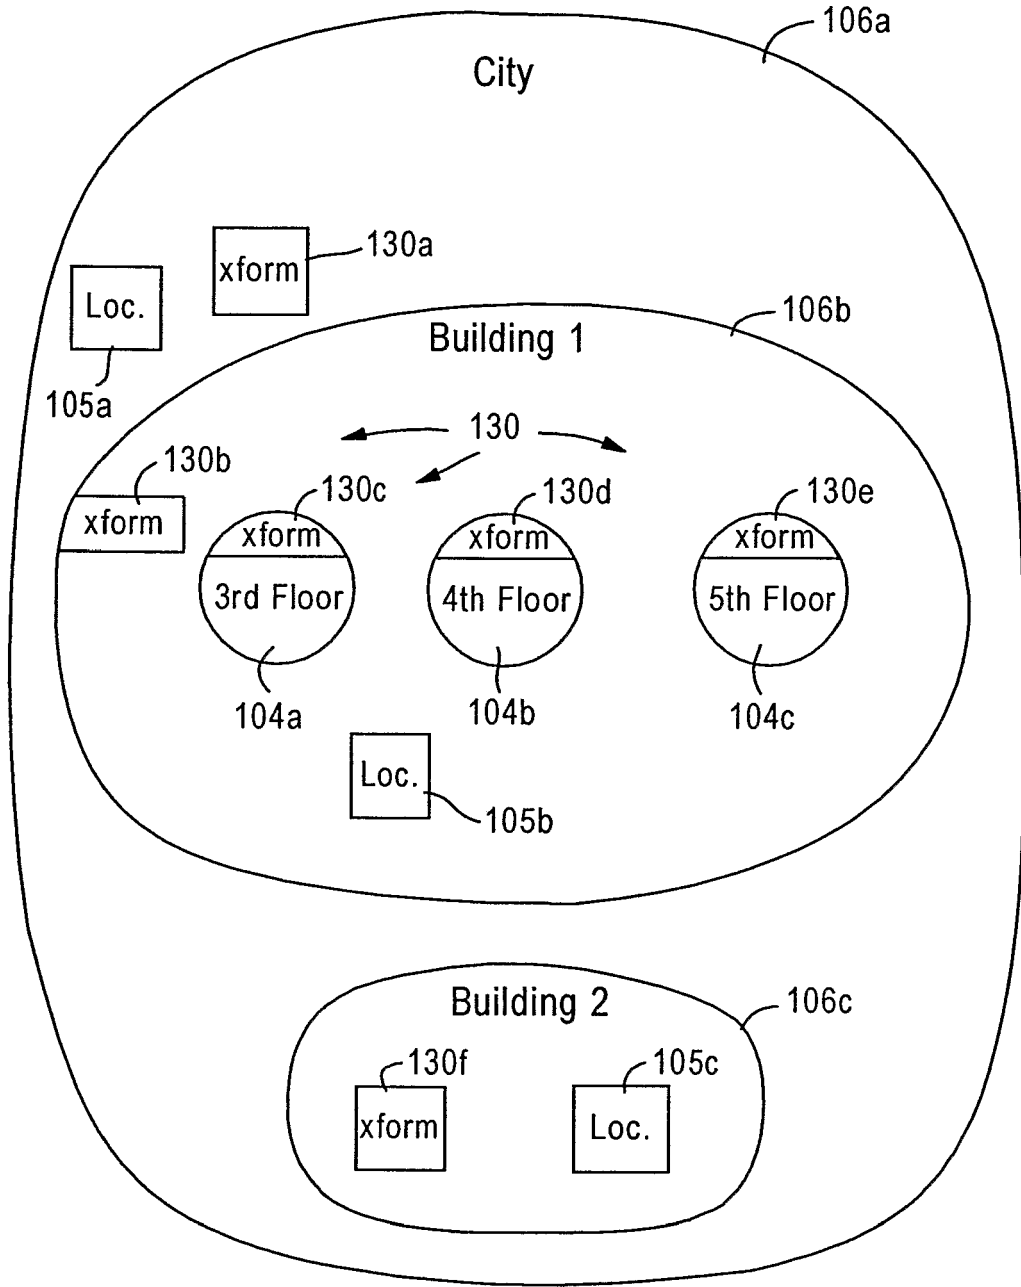 106a
City
130a
xform
Loc.
105a
106b
Building 1
130
130b
xform
130c
xform
3rd Floor
104a
130d
xform
4th Floor
104b
130e
xform
5th Floor
104c
Loc.
105b
Building 2
106c
130f
xform
105c
Loc.